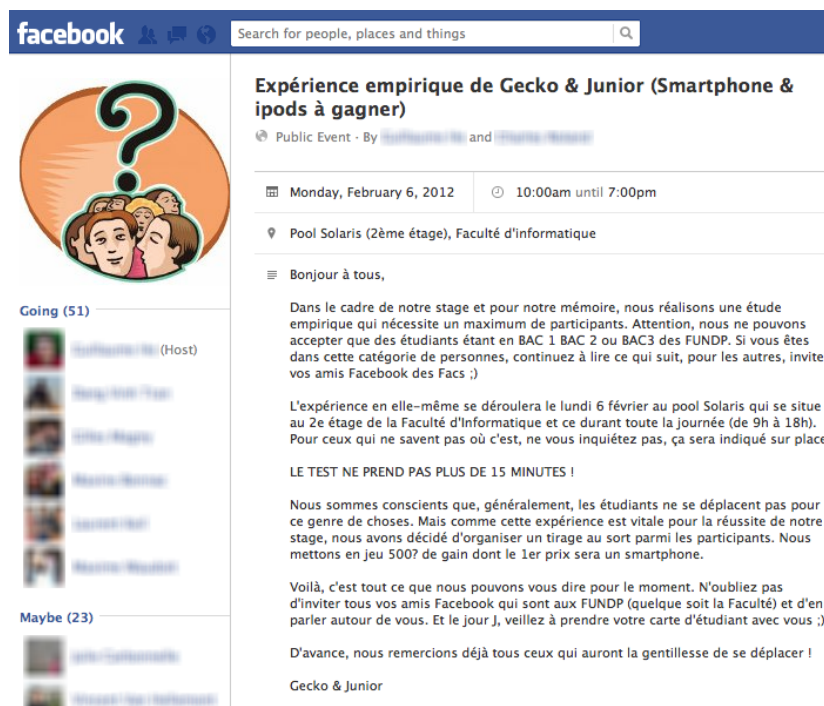 facebook
Search for people, places and things
Expérience empirique de Gecko & Junior (Smartphone &
ipods à gagner)
Public Event · By and
Monday, February 6, 2012
10:00am until 7:00pm
Pool Solaris (2ème étage), Faculté d'informatique
Bonjour à tous,
Dans le cadre de notre stage et pour notre mémoire, nous réalisons une étude
empirique qui nécessite un maximum de participants. Attention, nous ne pouvons
accepter que des étudiants étant en BAC 1 BAC 2 ou BAC3 des FUNDP. Si vous êtes
dans cette catégorie de personnes, continuez à lire ce qui suit, pour les autres, invite
vos amis Facebook des Facs ;)
L'expérience en elle-même se déroulera le lundi 6 février au pool Solaris qui se situe
au 2e étage de la Faculté d'Informatique et ce durant toute la journée (de 9h à 18h).
Pour ceux qui ne savent pas où c'est, ne vous inquiétez pas, ça sera indiqué sur place
LE TEST NE PREND PAS PLUS DE 15 MINUTES !
Nous sommes conscients que, généralement, les étudiants ne se déplacent pas pour
ce genre de choses. Mais comme cette expérience est vitale pour la réussite de notre
stage, nous avons décidé d'organiser un tirage au sort parmi les participants. Nous
mettons en jeu 500? de gain dont le 1er prix sera un smartphone.
Voilà, c'est tout ce que nous pouvons vous dire pour le moment. N'oubliez pas
d'inviter tous vos amis Facebook qui sont aux FUNDP (quelque soit la Faculté) et d'en
parler autour de vous. Et le jour J, veillez à prendre votre carte d'étudiant avec vous ;)
D'avance, nous remercions déjà tous ceux qui auront la gentillesse de se déplacer !
Gecko & Junior
Going (51)
(Host)
Maybe (23)